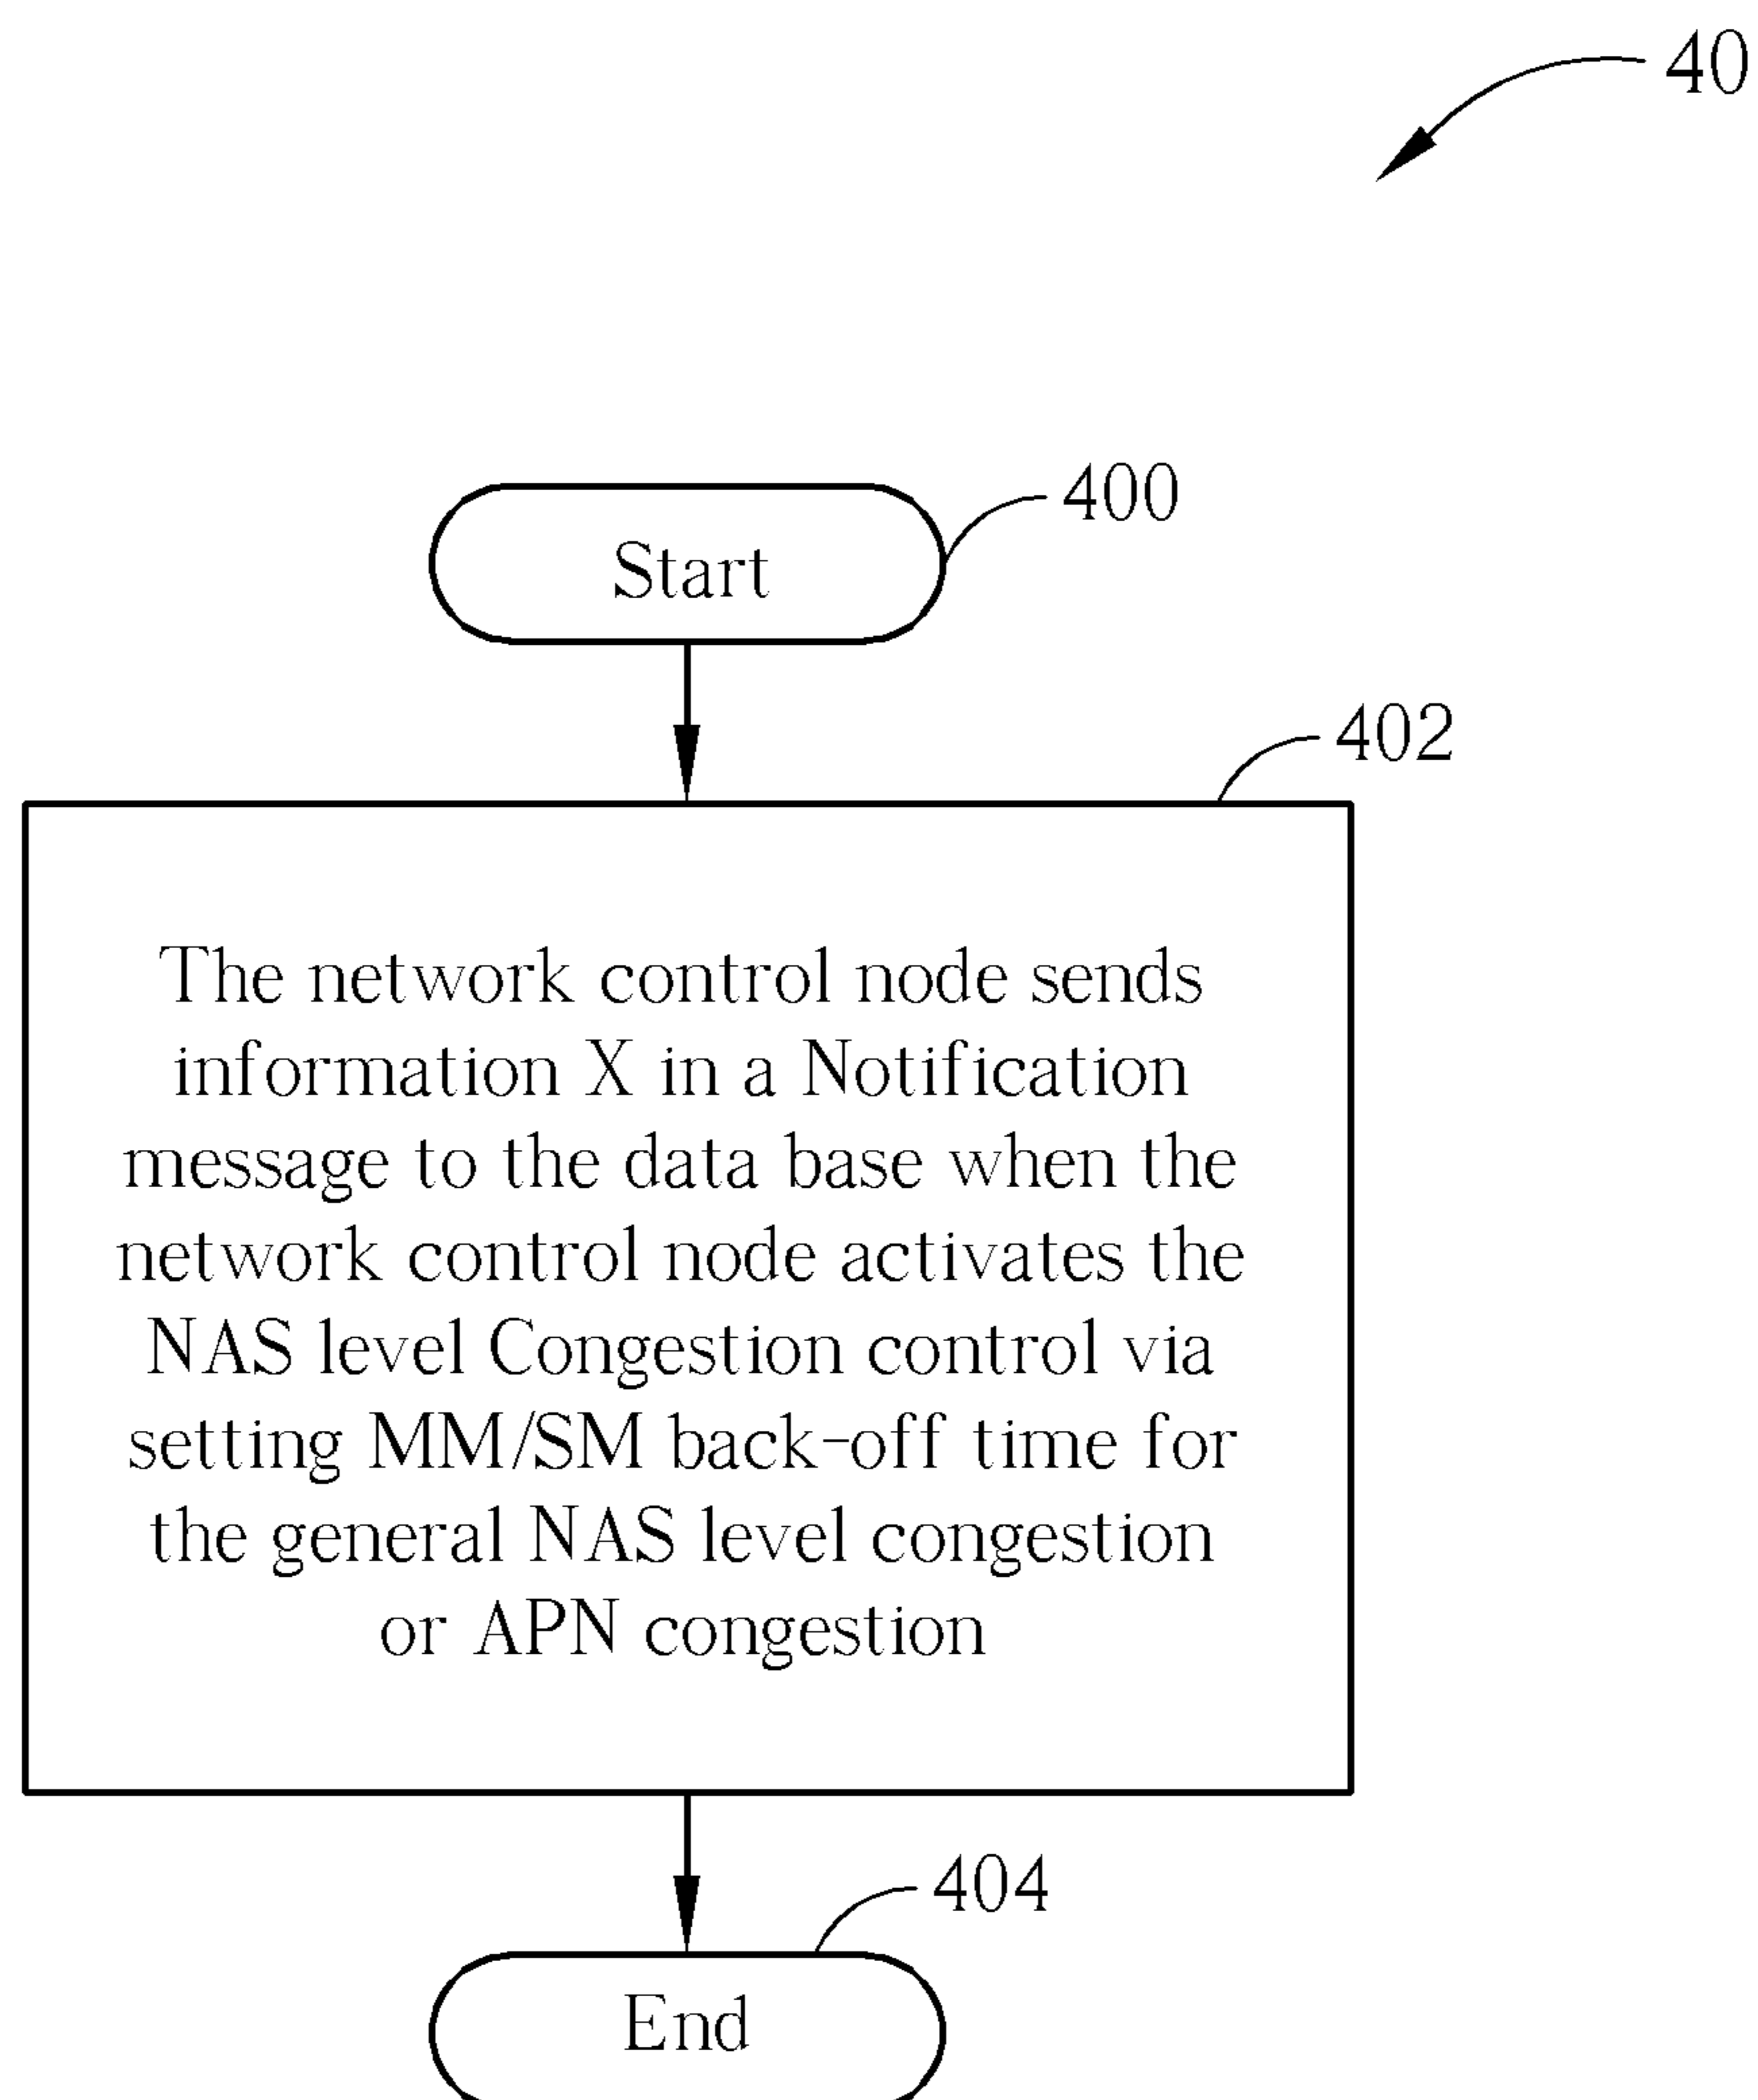 40
Start
400
402
The network control node sends
information X in a Notification
message to the data base when the
network control node activates the
NAS level Congestion control via
setting MM/SM back-off time for
the general NAS level congestion
or APN congestion
404
End